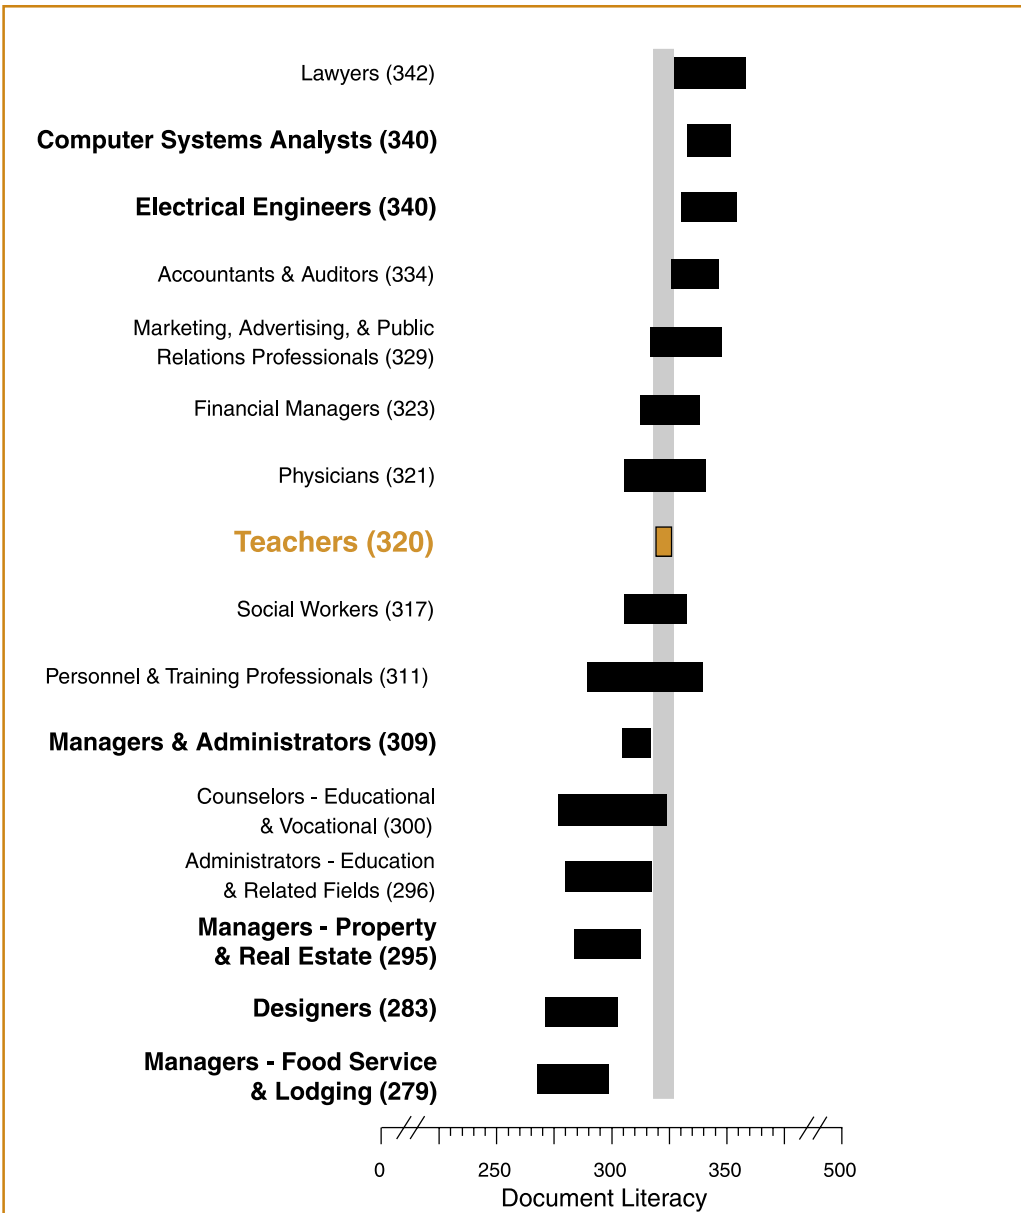 Lawyers (342)
Computer Systems Analysts (340)
Electrical Engineers (340)
Accountants & Auditors (334)
Marketing, Advertising, & Public
Relations Professionals (329)
Financial Managers (323)
Physicians (321)
Teachers (320)
Social Workers (317)
Personnel & Training Professionals (311)
Managers & Administrators (309)
Counselors - Educational
& Vocational (300)
Administrators - Education
& Related Fields (296)
Managers - Property
& Real Estate (295)
Designers (283)
Managers - Food Service
& Lodging (279)
0 250 300 350 500
Document Literacy